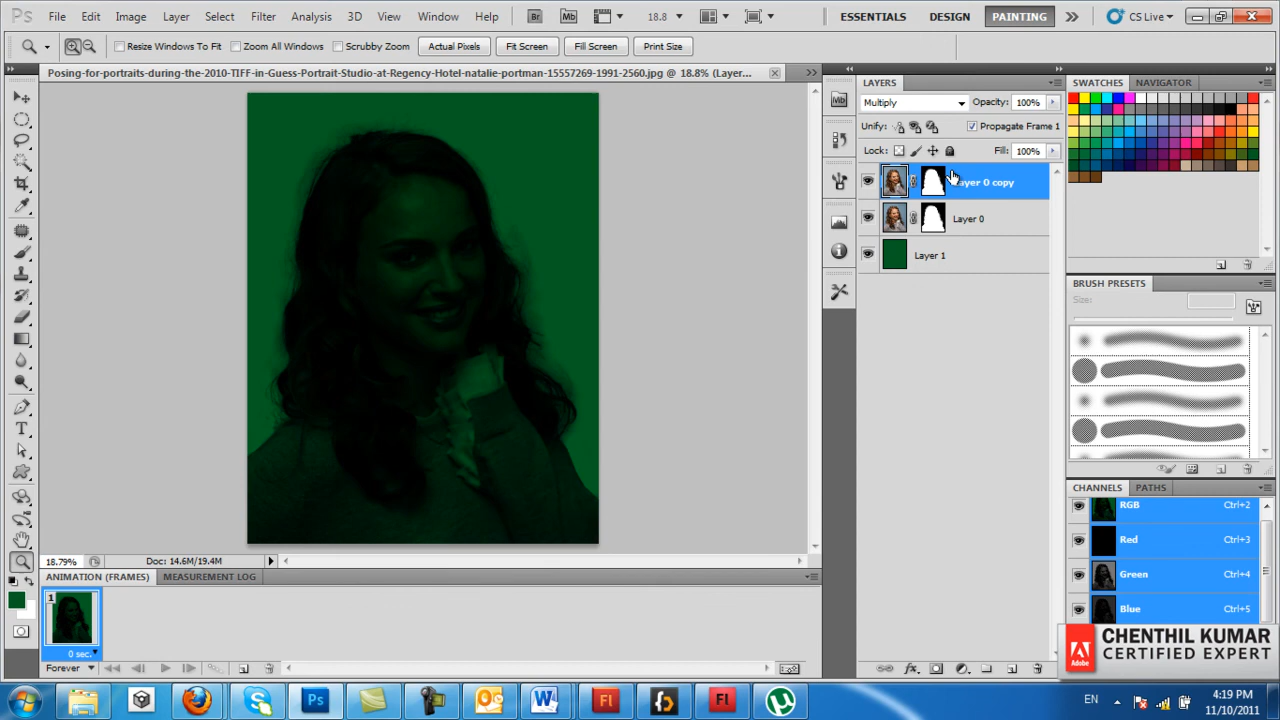 Ps File Edit Image Layer Select Filter Analysis 3D View Window Help Br Mb 18.8 ESSENTIALS DESIGN PAINTING CS Live
Resize Windows To Fit Zoom All Windows Scrubby Zoom Actual Pixels Fit Screen Fill Screen Print Size
Posing-for-portraits-during-the-2010-TIFF-in-Guess-Portrait-Studio-at-Regency-Hotel-natalie-portman-15557269-1991-2560.jpg @ 18.8% (Layer...
LAYERS
Multiply Opacity: 100%
Unify: Propagate Frame 1
Lock: Fill: 100%
Layer 0 copy
Layer 0
Layer 1
SWATCHES NAVIGATOR
BRUSH PRESETS
Size:
CHANNELS PATHS
RGB Ctrl+2
Red Ctrl+3
Green Ctrl+4
Blue Ctrl+5
18.79% Doc: 14.6M/19.4M
ANIMATION (FRAMES) MEASUREMENT LOG
1
0 sec.
Forever
Adobe
CHENTHIL KUMAR
CERTIFIED EXPERT
Ps W Fl Fl
EN 4:19 PM
11/10/2011